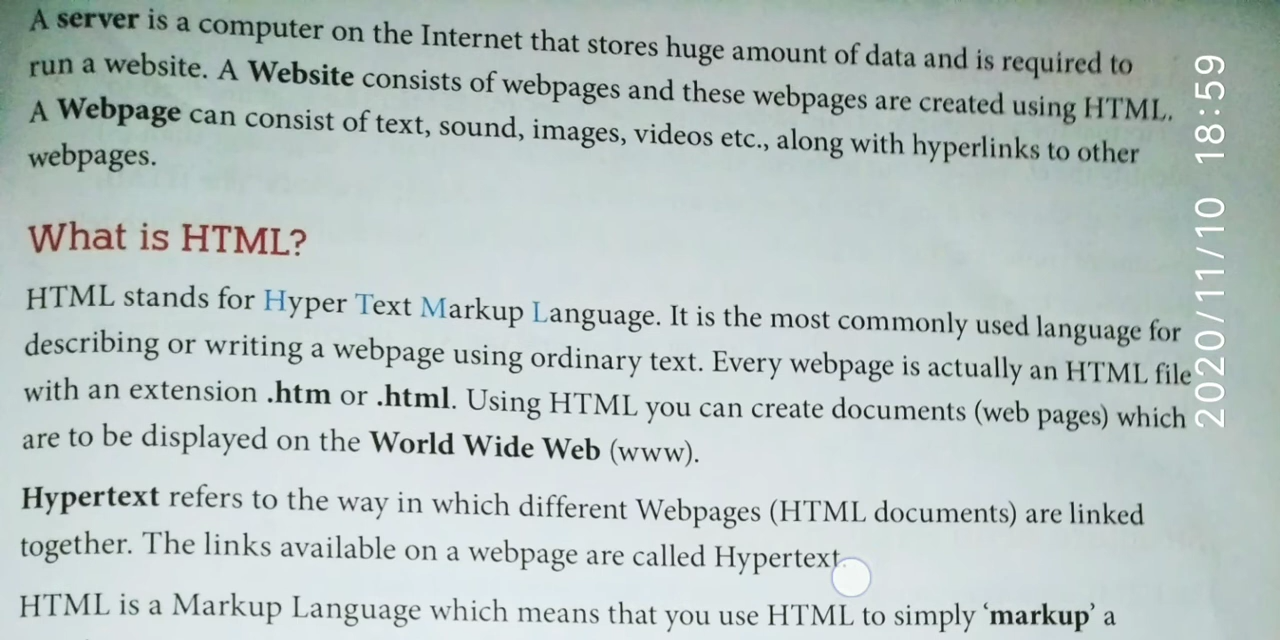 A server is a computer on the Internet that stores huge amount of data and is required to
run a website. A Website consists of webpages and these webpages are created using HTML.
A Webpage can consist of text, sound, images, videos etc., along with hyperlinks to other
webpages.
What is HTML?
HTML stands for Hyper Text Markup Language. It is the most commonly used language for
describing or writing a webpage using ordinary text. Every webpage is actually an HTML file
with an extension .htm or .html. Using HTML you can create documents (web pages) which
are to be displayed on the World Wide Web (www).
Hypertext refers to the way in which different Webpages (HTML documents) are linked
together. The links available on a webpage are called Hypertext.
HTML is a Markup Language which means that you use HTML to simply ‘markup’ a
2020/11/10 18:59